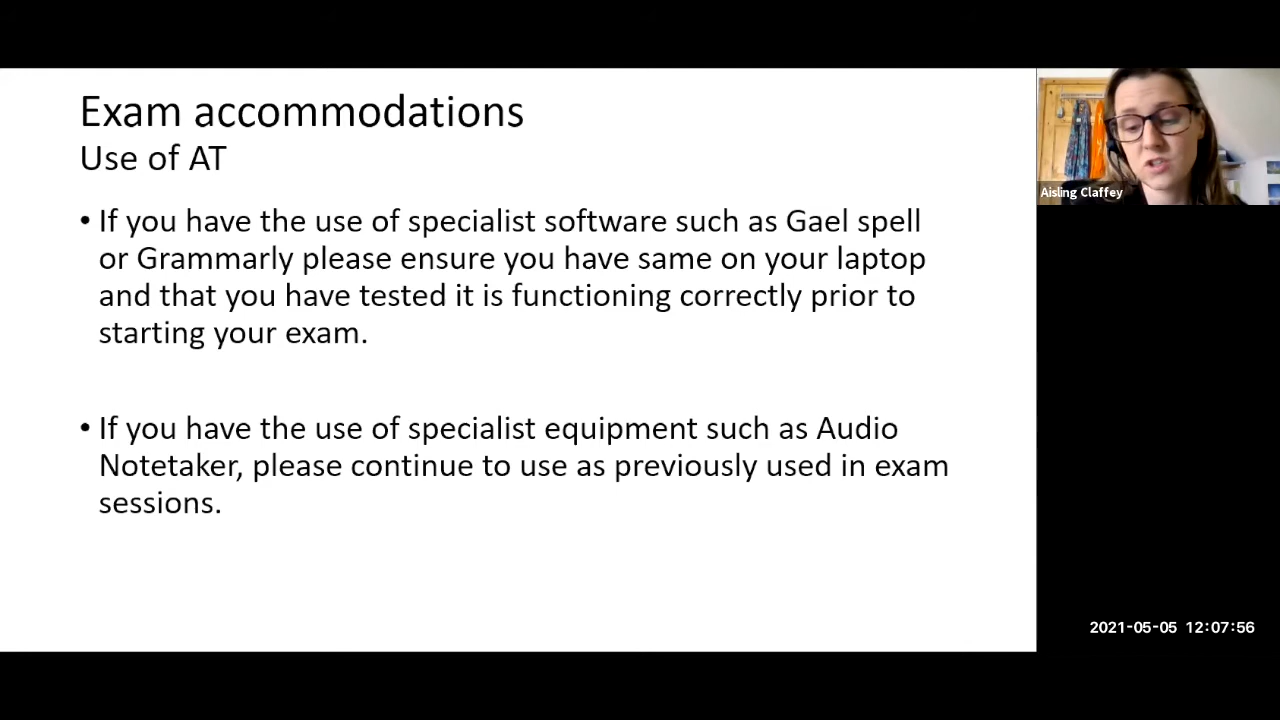 Exam accommodations
Use of AT
• If you have the use of specialist software such as Gael spell
or Grammarly please ensure you have same on your laptop
and that you have tested it is functioning correctly prior to
starting your exam.
• If you have the use of specialist equipment such as Audio
Notetaker, please continue to use as previously used in exam
sessions.
Aisling Claffey
2021-05-05 12:07:56